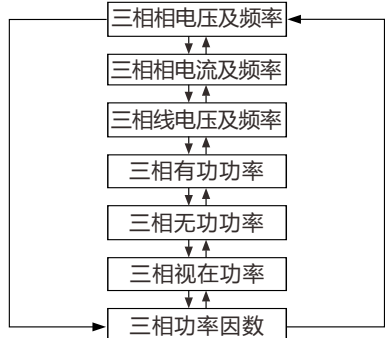 三相相电压及频率
三相相电流及频率
三相线电压及频率
三相有功功率
三相无功功率
三相视在功率
三相功率因数